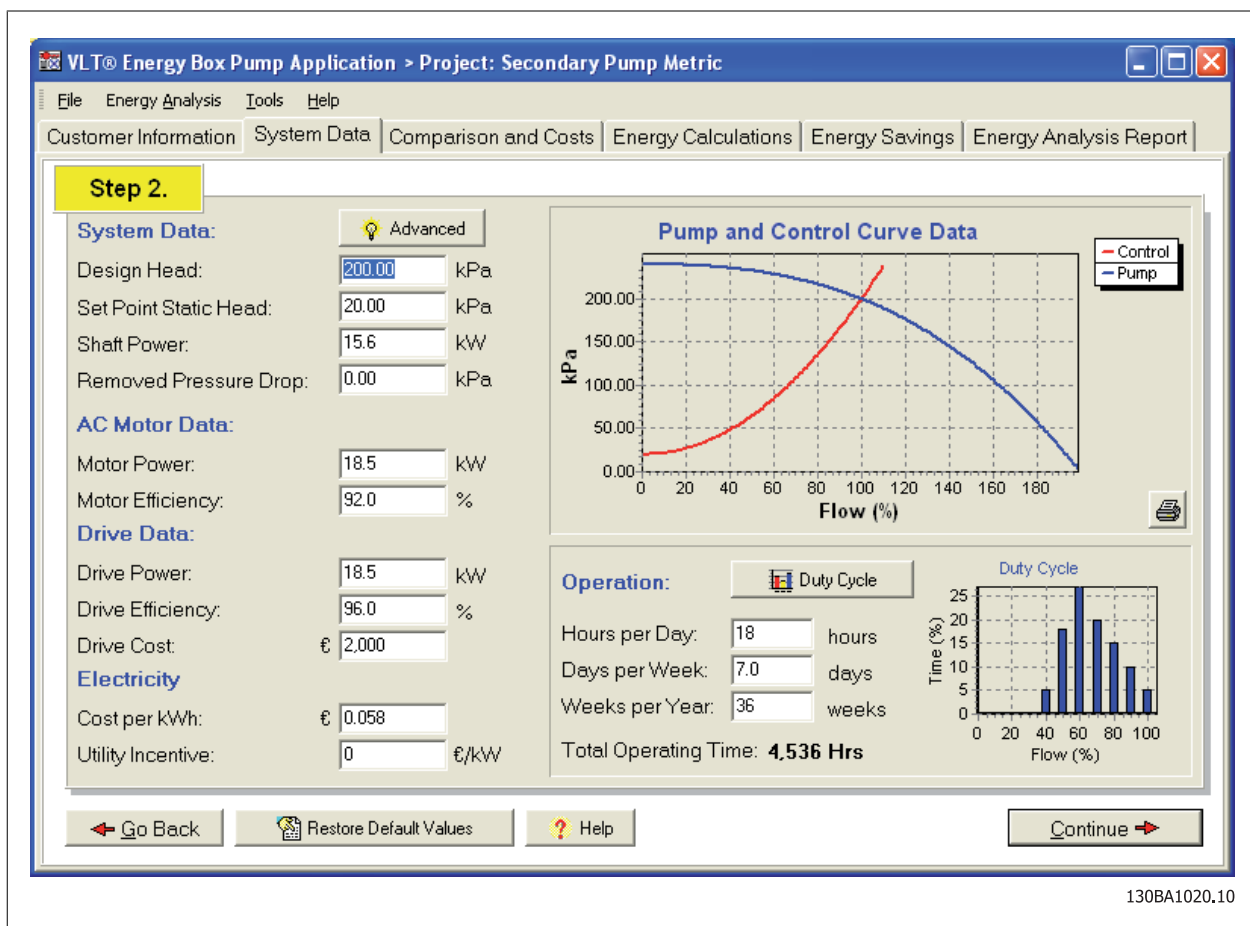 VLT® Energy Box Pump Application > Project: Secondary Pump Metric
File Energy Analysis Tools Help
Customer Information System Data Comparison and Costs Energy Calculations Energy Savings Energy Analysis Report
Step 2.
System Data: Advanced
Design Head: 200.00 kPa
Set Point Static Head: 20.00 kPa
Shaft Power: 15.6 kW
Removed Pressure Drop: 0.00 kPa
AC Motor Data:
Motor Power: 18.5 kW
Motor Efficiency: 92.0 %
Drive Data:
Drive Power: 18.5 kW
Drive Efficiency: 96.0 %
Drive Cost: € 2,000
Electricity
Cost per kWh: € 0.058
Utility Incentive: 0 €/kW
Pump and Control Curve Data
Control
Pump
kPa
200.00
150.00
100.00
50.00
0.00
0 20 40 60 80 100 120 140 160 180
Flow (%)
Operation: Duty Cycle
Hours per Day: 18 hours
Days per Week: 7.0 days
Weeks per Year: 36 weeks
Total Operating Time: 4,536 Hrs
Duty Cycle
Time (%)
25
20
15
10
5
0
0 20 40 60 80 100
Flow (%)
Go Back Restore Default Values ? Help Continue
130BA1020.10